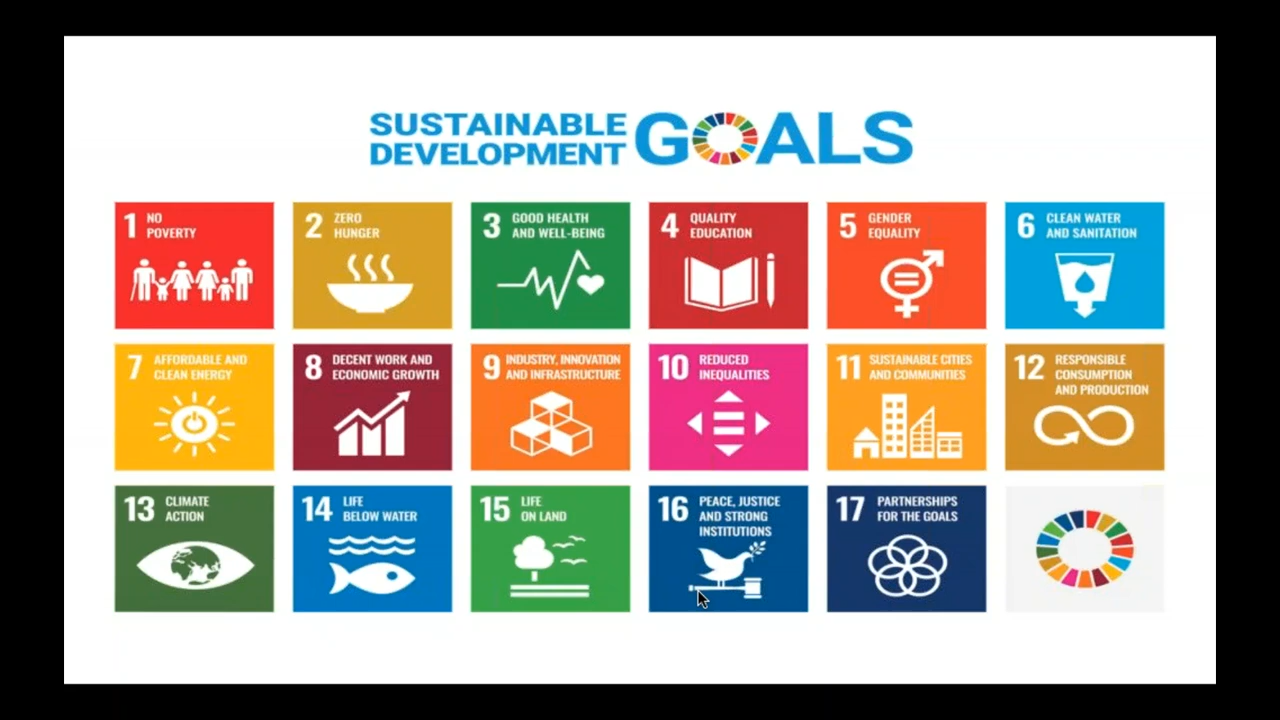 SUSTAINABLE
DEVELOPMENT
GOALS
1 NO
POVERTY
2 ZERO
HUNGER
3 GOOD HEALTH
AND WELL-BEING
4 QUALITY
EDUCATION
5 GENDER
EQUALITY
6 CLEAN WATER
AND SANITATION
7 AFFORDABLE AND
CLEAN ENERGY
8 DECENT WORK AND
ECONOMIC GROWTH
9 INDUSTRY, INNOVATION
AND INFRASTRUCTURE
10 REDUCED
INEQUALITIES
11 SUSTAINABLE CITIES
AND COMMUNITIES
12 RESPONSIBLE
CONSUMPTION
AND PRODUCTION
13 CLIMATE
ACTION
14 LIFE
BELOW WATER
15 LIFE
ON LAND
16 PEACE, JUSTICE
AND STRONG
INSTITUTIONS
17 PARTNERSHIPS
FOR THE GOALS